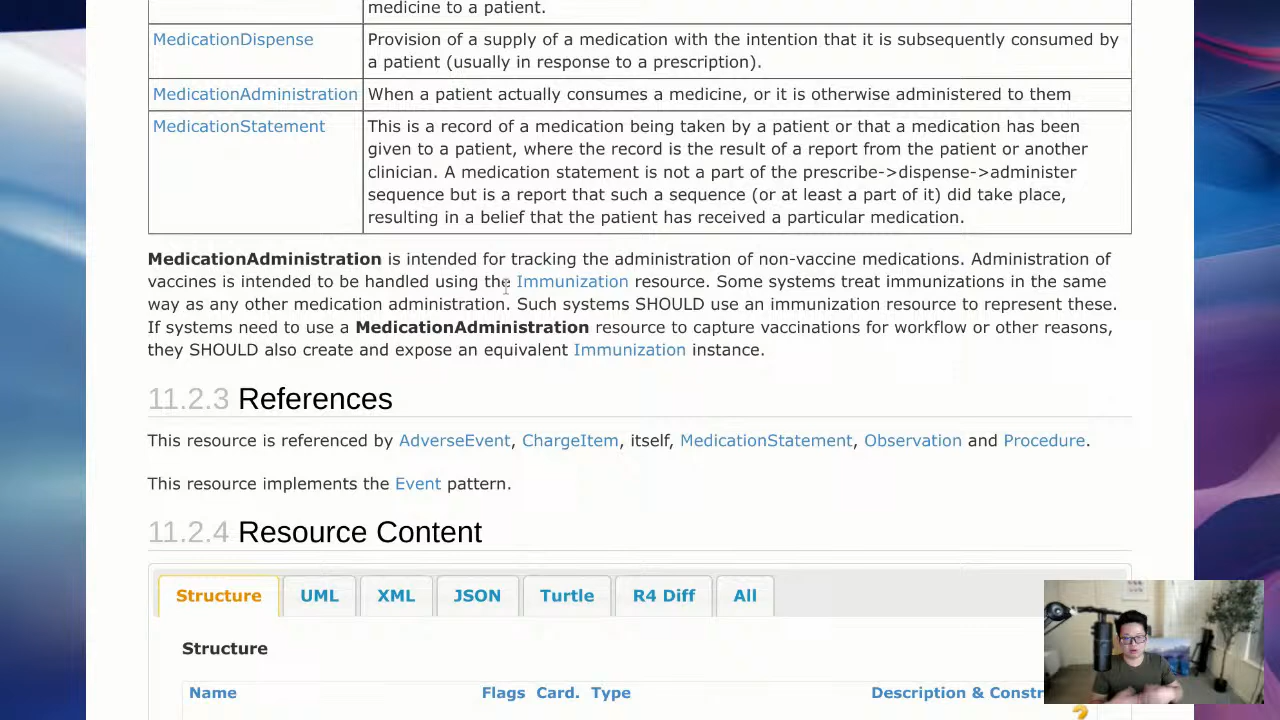 medicine to a patient.
MedicationDispense
Provision of a supply of a medication with the intention that it is subsequently consumed by
a patient (usually in response to a prescription).
MedicationAdministration
When a patient actually consumes a medicine, or it is otherwise administered to them
MedicationStatement
This is a record of a medication being taken by a patient or that a medication has been
given to a patient, where the record is the result of a report from the patient or another
clinician. A medication statement is not a part of the prescribe->dispense->administer
sequence but is a report that such a sequence (or at least a part of it) did take place,
resulting in a belief that the patient has received a particular medication.
MedicationAdministration is intended for tracking the administration of non-vaccine medications. Administration of
vaccines is intended to be handled using the Immunization resource. Some systems treat immunizations in the same
way as any other medication administration. Such systems SHOULD use an immunization resource to represent these.
If systems need to use a MedicationAdministration resource to capture vaccinations for workflow or other reasons,
they SHOULD also create and expose an equivalent Immunization instance.
11.2.3 References
This resource is referenced by AdverseEvent, ChargeItem, itself, MedicationStatement, Observation and Procedure.
This resource implements the Event pattern.
11.2.4 Resource Content
Structure UML XML JSON Turtle R4 Diff All
Structure
Name Flags Card. Type Description & Constr